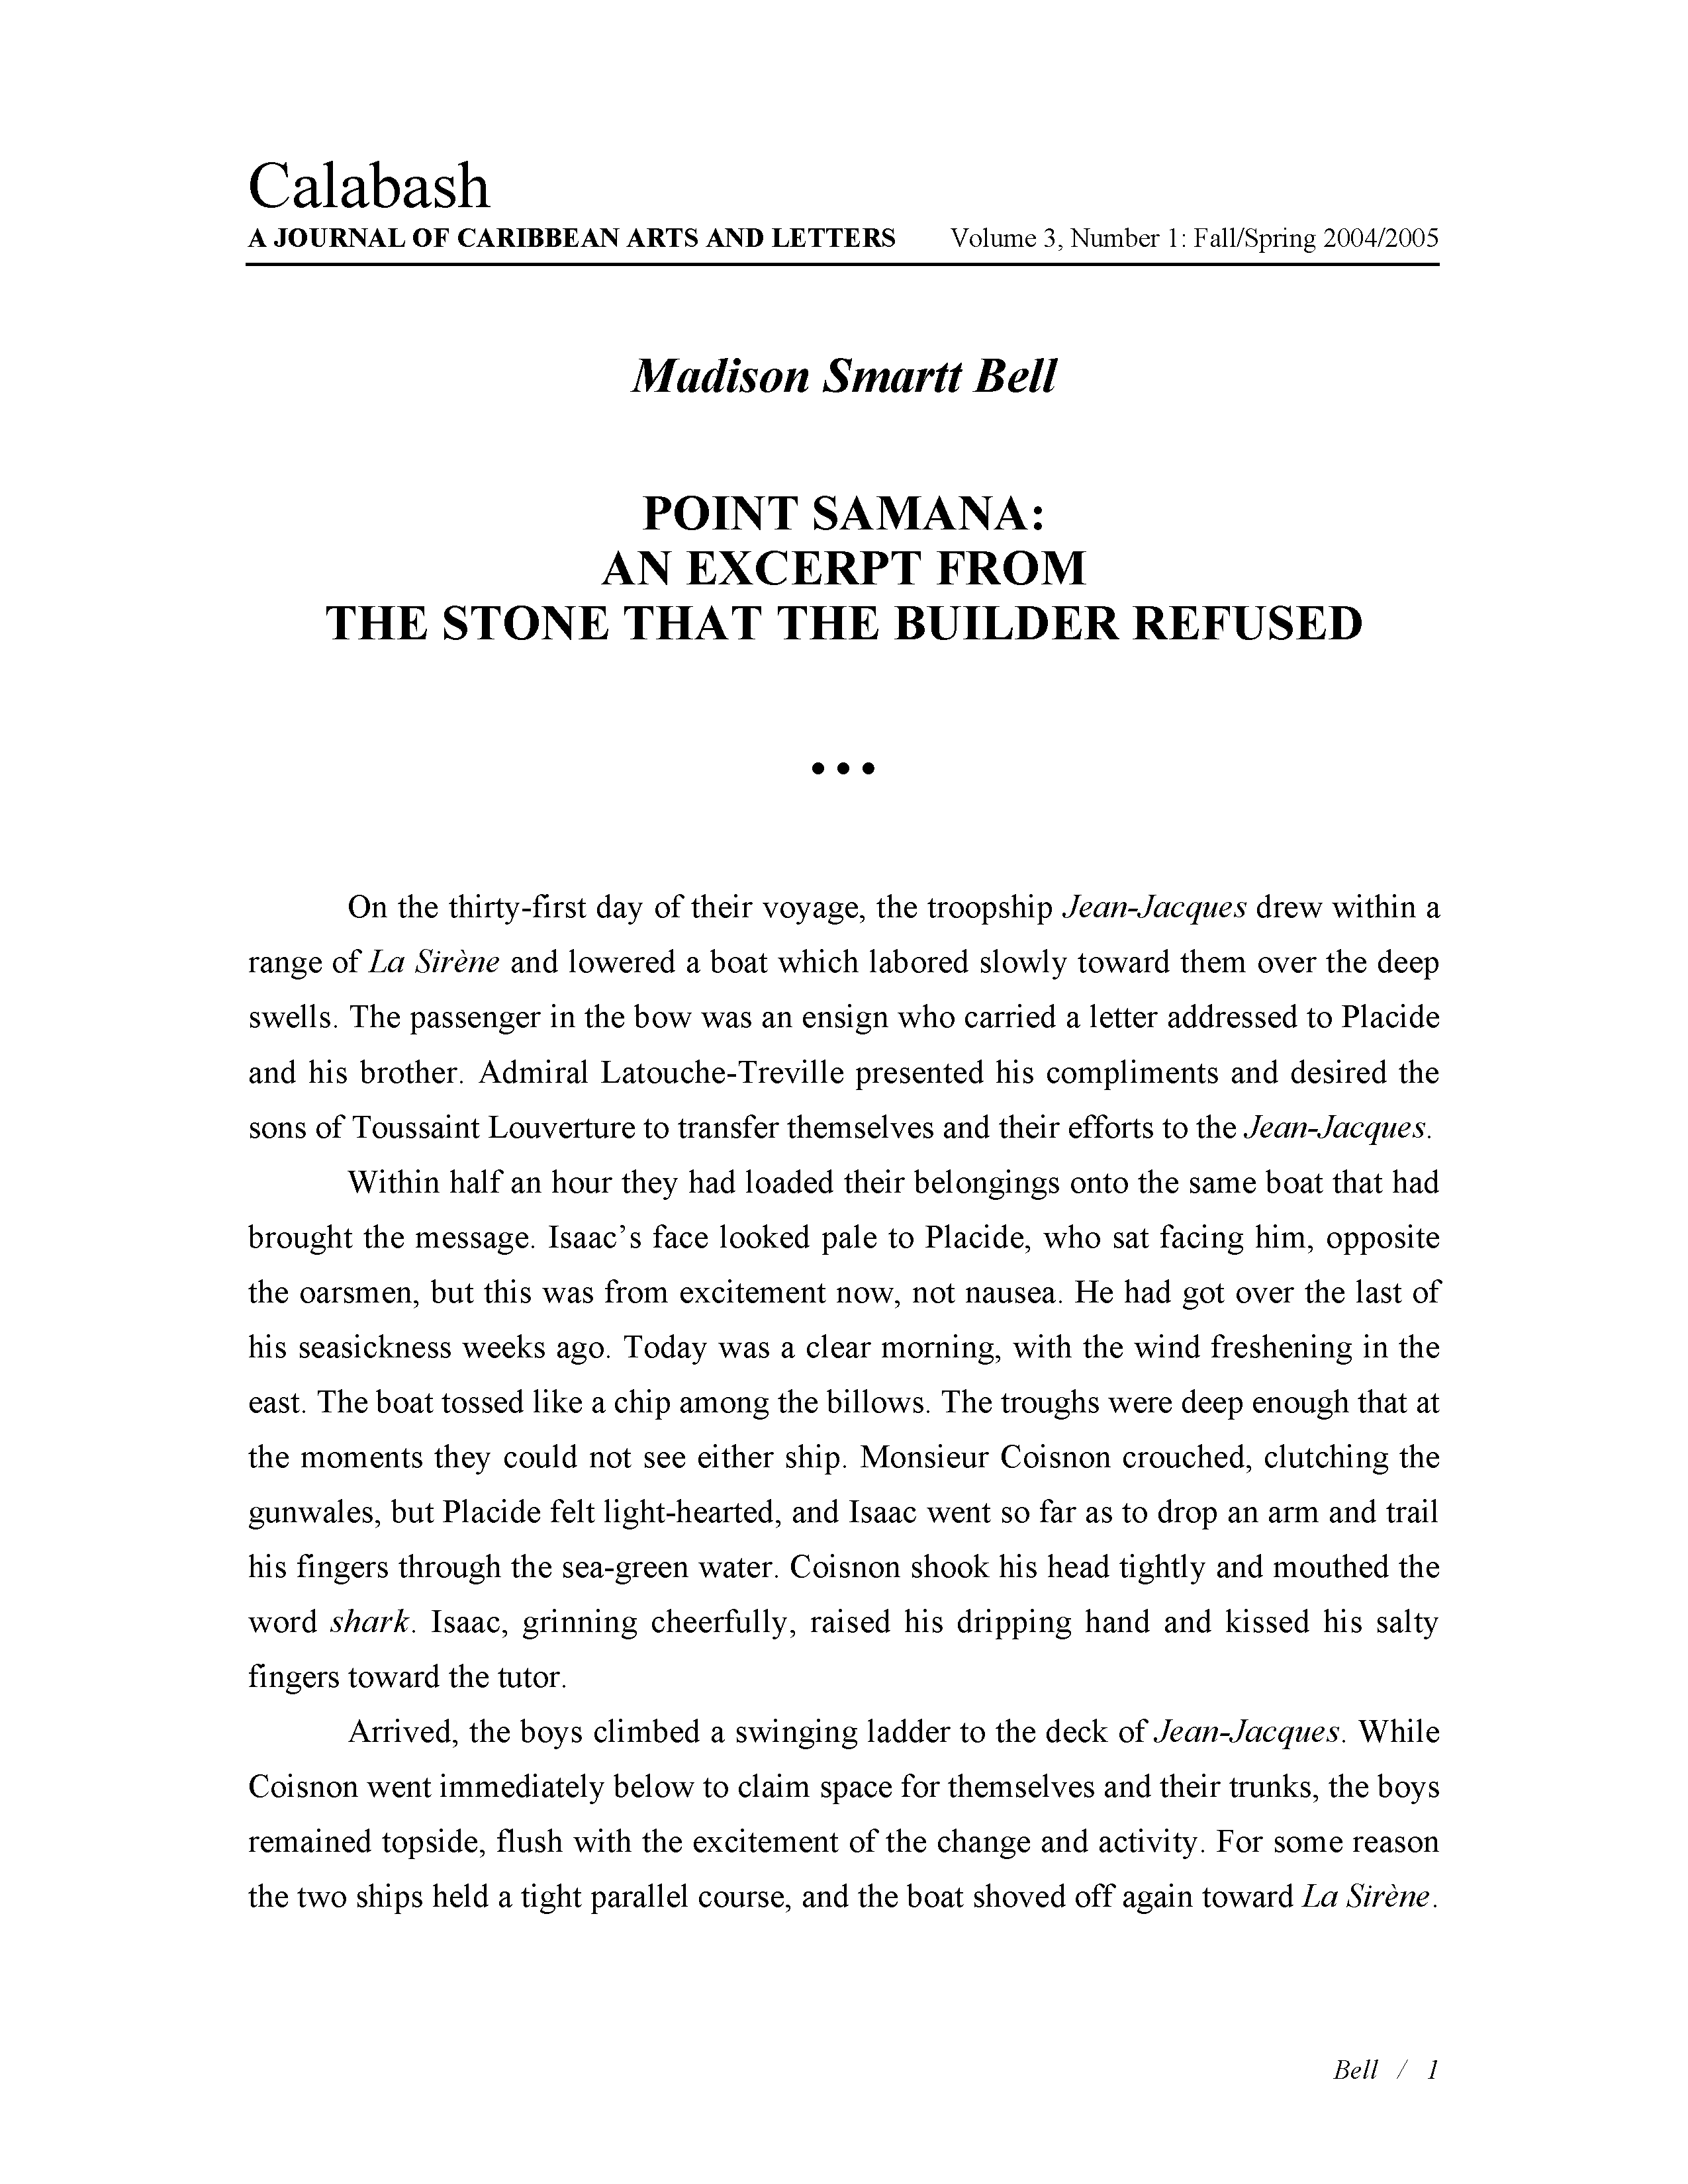 Calabash
A JOURNAL OF CARIBBEAN ARTS AND LETTERS Volume 3, Number 1: Fall/Spring 2004/2005
Madison Smartt Bell
POINT SAMANA:
AN EXCERPT FROM
THE STONE THAT THE BUILDER REFUSED
• • •
On the thirty-first day of their voyage, the troopship Jean-Jacques drew within a
range of La Sirène and lowered a boat which labored slowly toward them over the deep
swells. The passenger in the bow was an ensign who carried a letter addressed to Placide
and his brother. Admiral Latouche-Treville presented his compliments and desired the
sons of Toussaint Louverture to transfer themselves and their efforts to the Jean-Jacques.
Within half an hour they had loaded their belongings onto the same boat that had
brought the message. Isaac’s face looked pale to Placide, who sat facing him, opposite
the oarsmen, but this was from excitement now, not nausea. He had got over the last of
his seasickness weeks ago. Today was a clear morning, with the wind freshening in the
east. The boat tossed like a chip among the billows. The troughs were deep enough that at
the moments they could not see either ship. Monsieur Coisnon crouched, clutching the
gunwales, but Placide felt light-hearted, and Isaac went so far as to drop an arm and trail
his fingers through the sea-green water. Coisnon shook his head tightly and mouthed the
word shark. Isaac, grinning cheerfully, raised his dripping hand and kissed his salty
fingers toward the tutor.
Arrived, the boys climbed a swinging ladder to the deck of Jean-Jacques. While
Coisnon went immediately below to claim space for themselves and their trunks, the boys
remained topside, flush with the excitement of the change and activity. For some reason
the two ships held a tight parallel course, and the boat shoved off again toward La Sirène.
Bell / 1